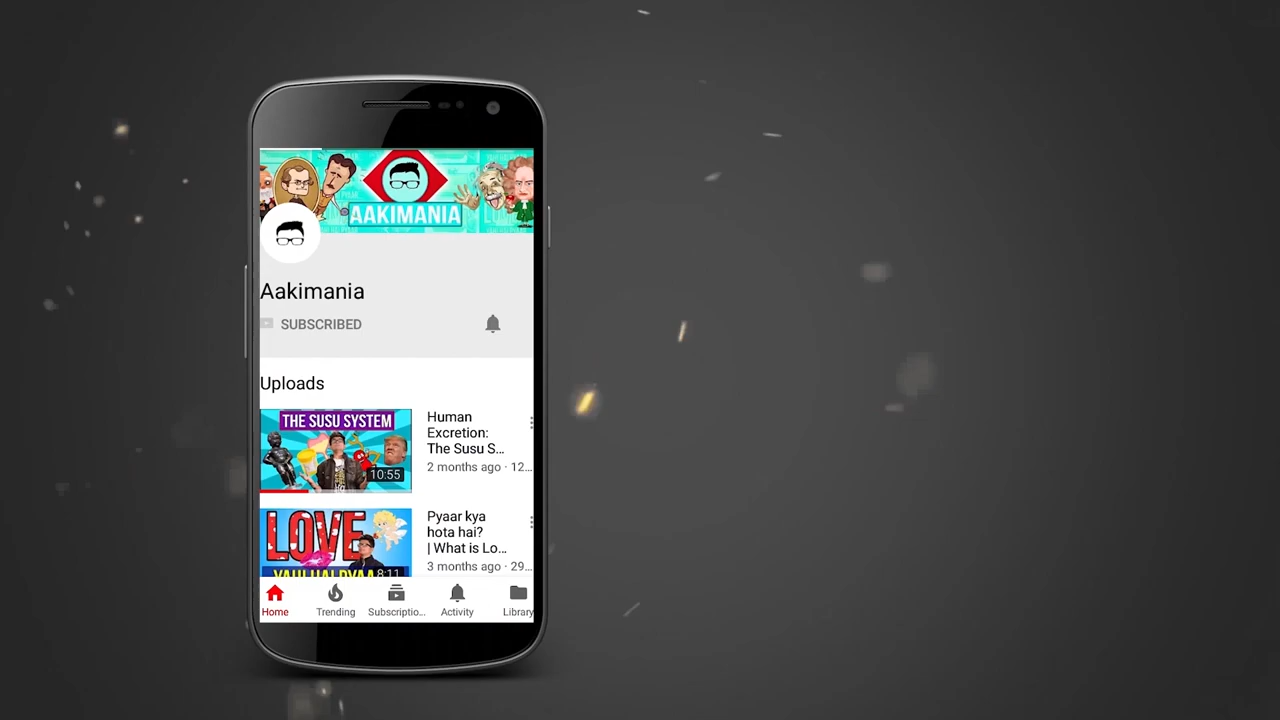 AAKIMANIA
Aakimania
SUBSCRIBED
Uploads
THE SUSU SYSTEM
10:55
Human
Excretion:
The Susu S...
2 months ago · 12...
LOVE
8:11
Pyaar kya
hota hai?
| What is Lo...
3 months ago · 29...
Home
Trending
Subscriptio...
Activity
Library